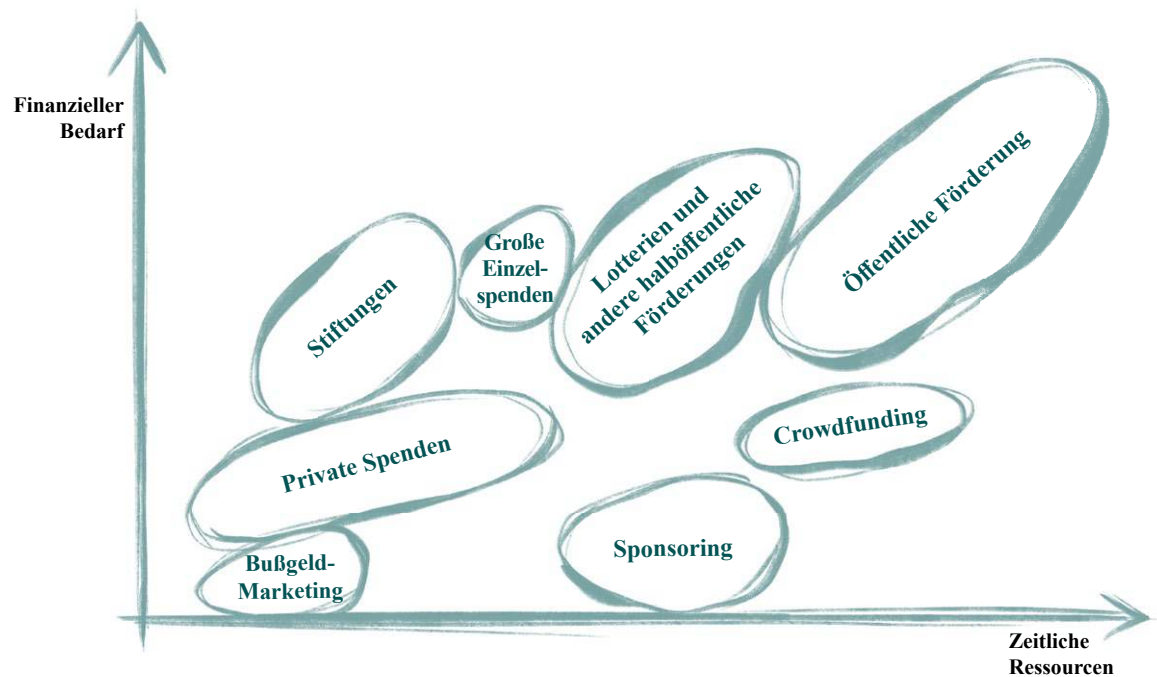 Finanzieller
Bedarf
Öffentliche Förderung
Lotterien und
andere halböffentliche
Förderungen
Große
Einzel-
spenden
Stiftungen
Crowdfunding
Private Spenden
Sponsoring
Bußgeld-
Marketing
Zeitliche
Ressourcen